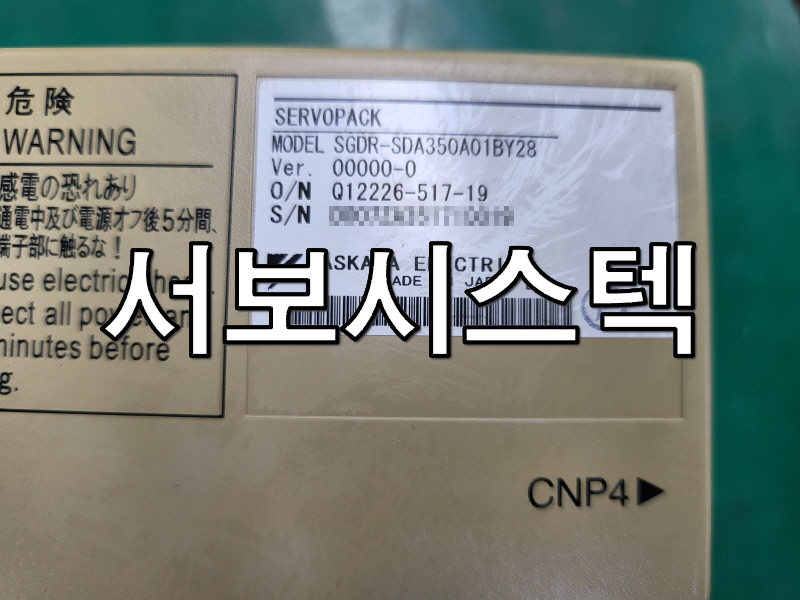 危険
WARNING
感電の恐れあり
通電中及び電源オフ後5分間、
端子部に触るな!
use electric
ect all
minutes before
g.
SERVOPACK
MODEL SGDR-SDA350A01BY28
Ver. 00000-0
O/N Q12226-517-19
S/N
서보시스텍
CNP4